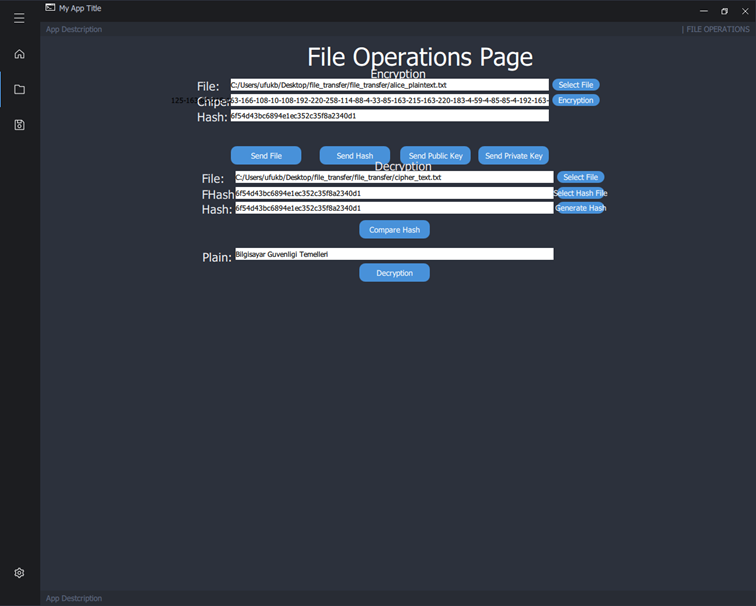 My App Title
App Destcription | FILE OPERATIONS
File Operations Page
Encryption
File: C:/Users/ufukb/Desktop/file_transfer/file_transfer/alice_plaintext.txt Select File
Chiper 63-166-108-10-108-192-220-258-114-88-4-33-85-163-215-163-220-183-4-59-4-85-85-4-192-163- Encryption
Hash: 6f54d43bc6894e1ec352c35f8a2340d1
Send File Send Hash Send Public Key Send Private Key
Decryption
File: C:/Users/ufukb/Desktop/file_transfer/file_transfer/cipher_text.txt Select File
FHash 6f54d43bc6894e1ec352c35f8a2340d1 Select Hash File
Hash: 6f54d43bc6894e1ec352c35f8a2340d1 Generate Hash
Compare Hash
Plain: Bilgisayar Guvenligi Temelleri
Decryption
App Destcription